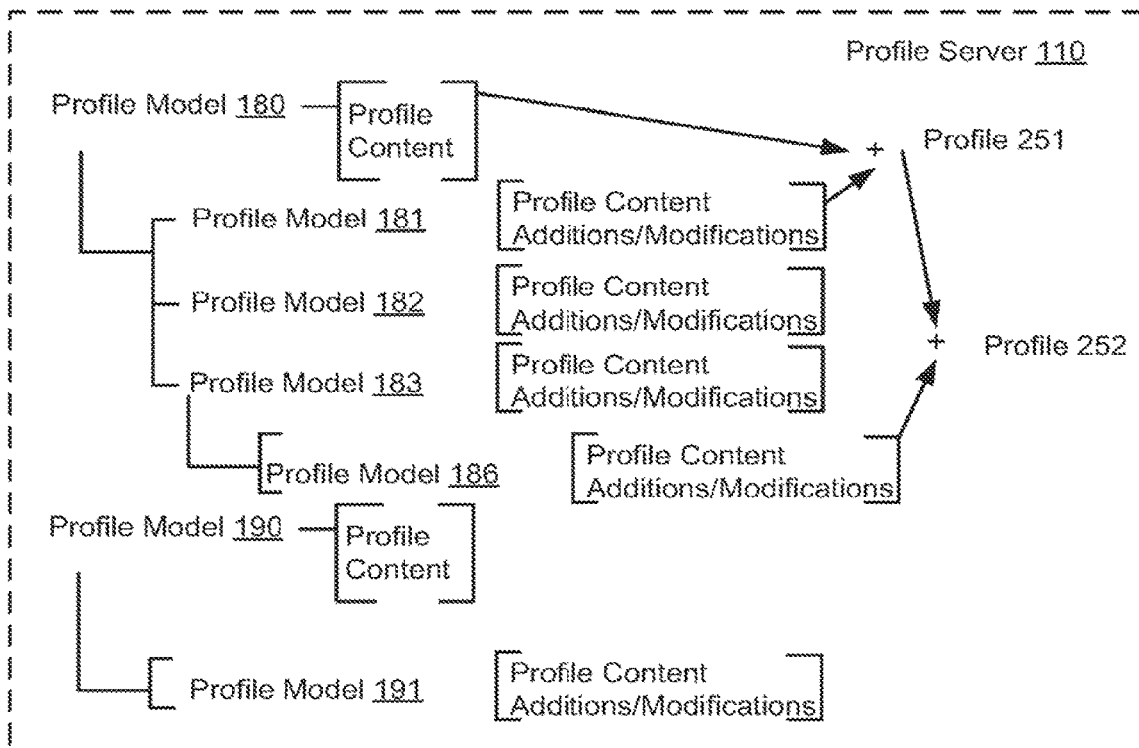 Profile Server 110
Profile Model 180
Profile
Content
+
Profile 251
Profile Model 181
Profile Content
Additions/Modifications
Profile Model 182
Profile Content
Additions/Modifications
+
Profile 252
Profile Model 183
Profile Content
Additions/Modifications
Profile Model 186
Profile Content
Additions/Modifications
Profile Model 190
Profile
Content
Profile Model 191
Profile Content
Additions/Modifications